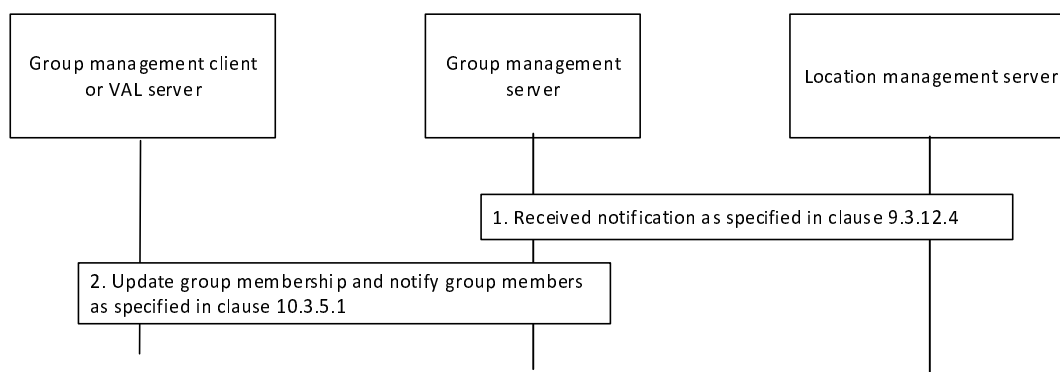 Group management client
or VAL server
Group management
server
Location management server
1. Received notification as specified in clause 9.3.12.4
2. Update group membership and notify group members
as specified in clause 10.3.5.1